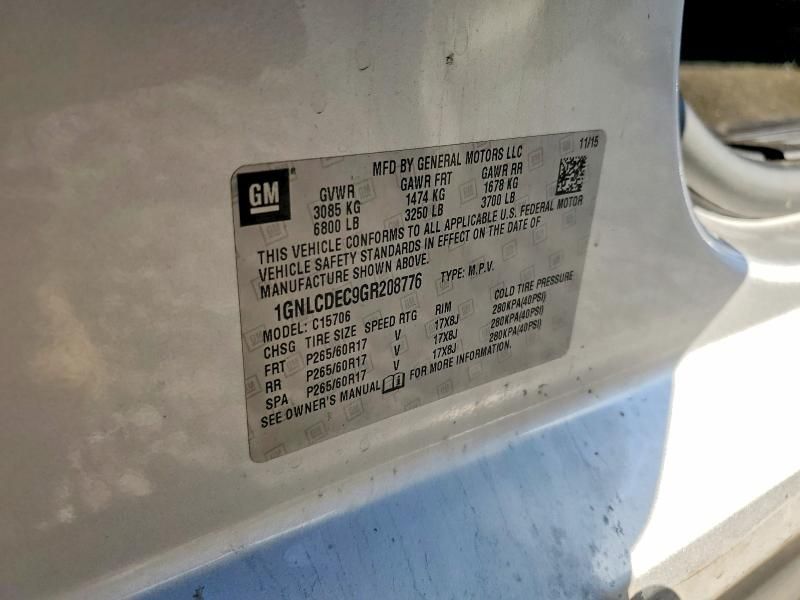 11/15
MFD BY GENERAL MOTORS LLC
GM
GVWR GAWR FRT GAWR RR
3085 KG 1474 KG 1678 KG
6800 LB 3250 LB 3700 LB
THIS VEHICLE CONFORMS TO ALL APPLICABLE U.S. FEDERAL MOTOR
VEHICLE SAFETY STANDARDS IN EFFECT ON THE DATE OF
MANUFACTURE SHOWN ABOVE.
1GNLCDEC9GR208776 TYPE: M.P.V.
MODEL: C15706
CHSG TIRE SIZE SPEED RTG RIM COLD TIRE PRESSURE
FRT P265/60R17 V 17X8J 280KPA(40PSI)
RR P265/60R17 V 17X8J 280KPA(40PSI)
SPA P265/60R17 V 17X8J 280KPA(40PSI)
SEE OWNER'S MANUAL FOR MORE INFORMATION.